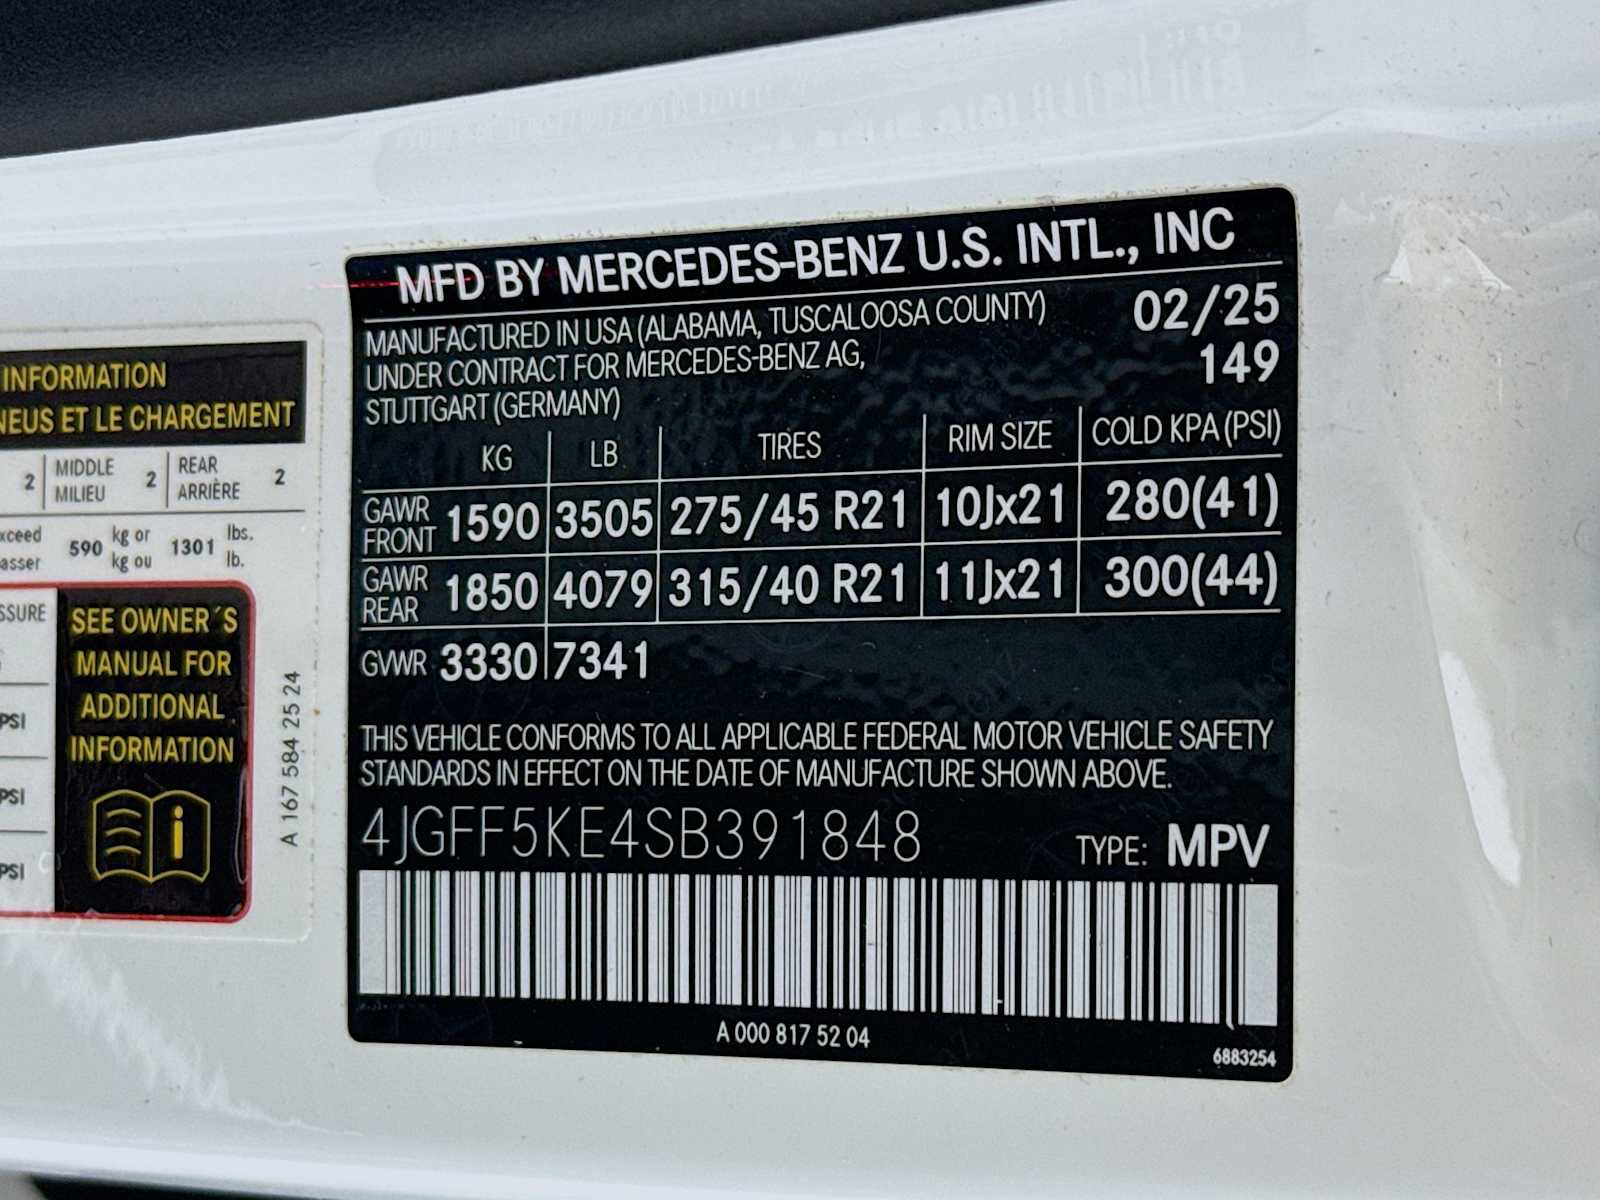 INFORMATION
NEUS ET LE CHARGEMENT
2 MIDDLE MILIEU 2 REAR ARRIÈRE 2
590 kg or kg ou 1301 lbs. lb.
SEE OWNER´S
MANUAL FOR
ADDITIONAL
INFORMATION
PSI
PSI
PSI
A 167 584 25 24
MFD BY MERCEDES-BENZ U.S. INTL., INC
MANUFACTURED IN USA (ALABAMA, TUSCALOOSA COUNTY) 02/25
UNDER CONTRACT FOR MERCEDES-BENZ AG, 149
STUTTGART (GERMANY)
KG LB TIRES RIM SIZE COLD KPA (PSI)
GAWR FRONT 1590 3505 275/45 R21 10Jx21 280(41)
GAWR REAR 1850 4079 315/40 R21 11Jx21 300(44)
GVWR 3330 7341
THIS VEHICLE CONFORMS TO ALL APPLICABLE FEDERAL MOTOR VEHICLE SAFETY
STANDARDS IN EFFECT ON THE DATE OF MANUFACTURE SHOWN ABOVE.
4JGFF5KE4SB391848 TYPE: MPV
A 000 817 52 04
6883254